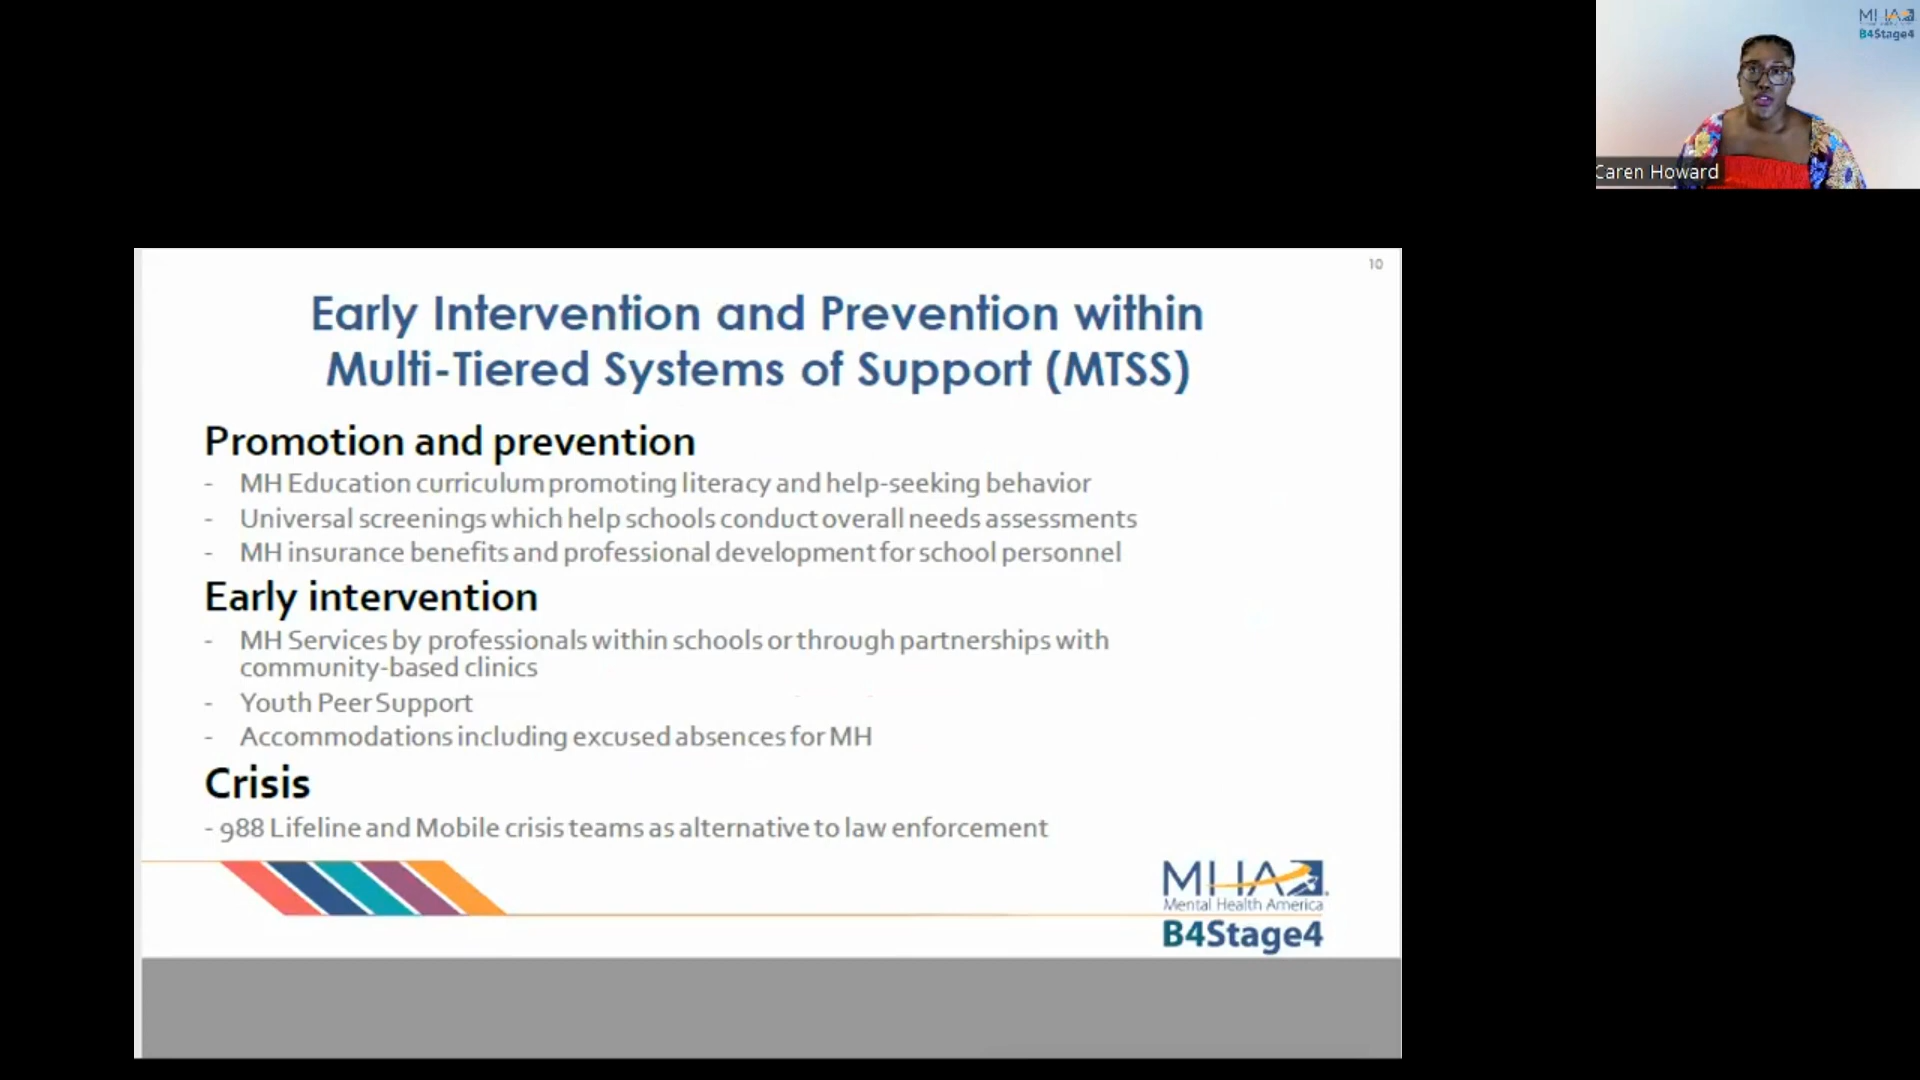 MHA
B4Stage4
Caren Howard
10
Early Intervention and Prevention within
Multi-Tiered Systems of Support (MTSS)
Promotion and prevention
- MH Education curriculum promoting literacy and help-seeking behavior
- Universal screenings which help schools conduct overall needs assessments
- MH insurance benefits and professional development for school personnel
Early intervention
- MH Services by professionals within schools or through partnerships with
community-based clinics
- Youth Peer Support
- Accommodations including excused absences for MH
Crisis
- 988 Lifeline and Mobile crisis teams as alternative to law enforcement
MHA
Mental Health America
B4Stage4